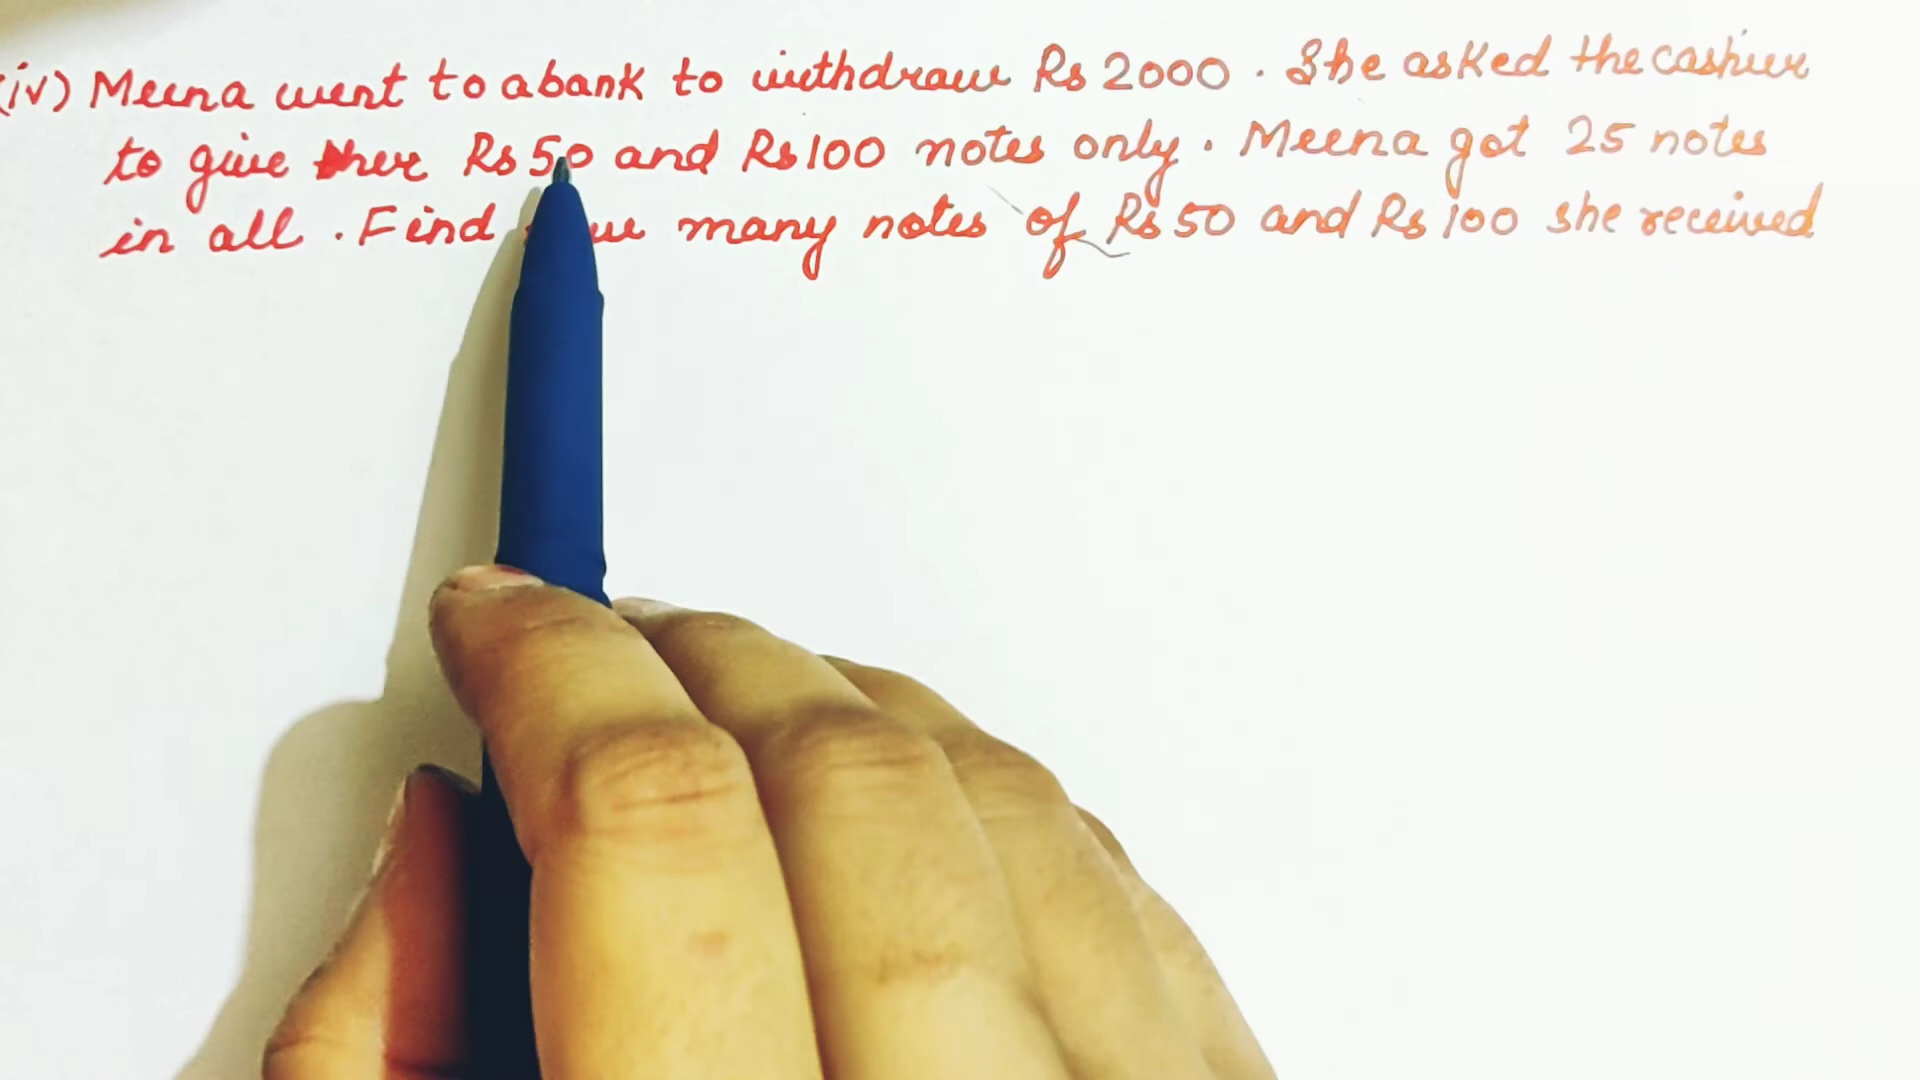 (iv) Meena went to a bank to withdraw Rs 2000. She asked the cashier
to give her Rs 50 and Rs 100 notes only. Meena got 25 notes
in all. Find many notes of Rs 50 and Rs 100 she received